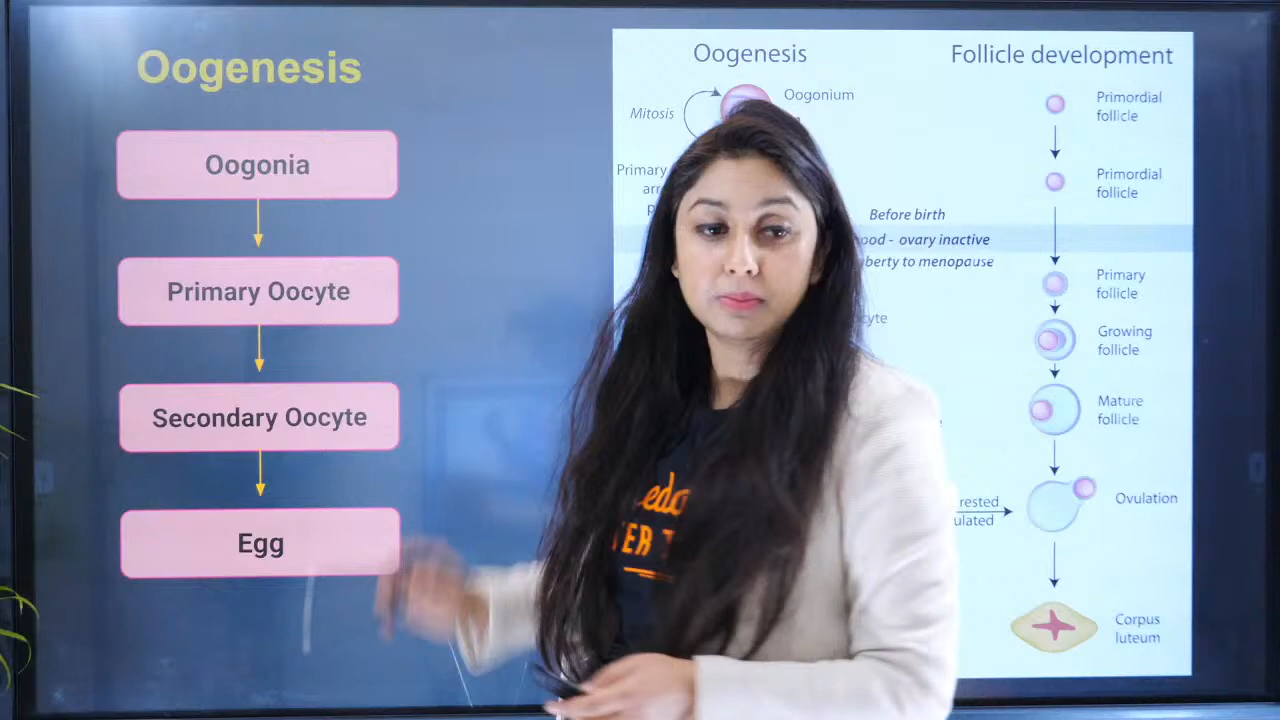 Oogenesis
Oogonia
Primary Oocyte
Secondary Oocyte
Egg
Oogenesis
Mitosis
Oogonium
Primary
Before birth
ovary inactive
to menopause
Follicle development
Primordial
follicle
Primordial
follicle
Primary
follicle
Growing
follicle
Mature
follicle
Ovulation
Corpus
luteum